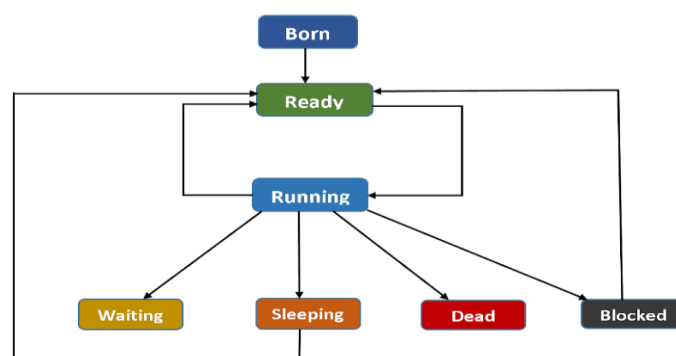 Born
Ready
Running
Waiting
Sleeping
Dead
Blocked